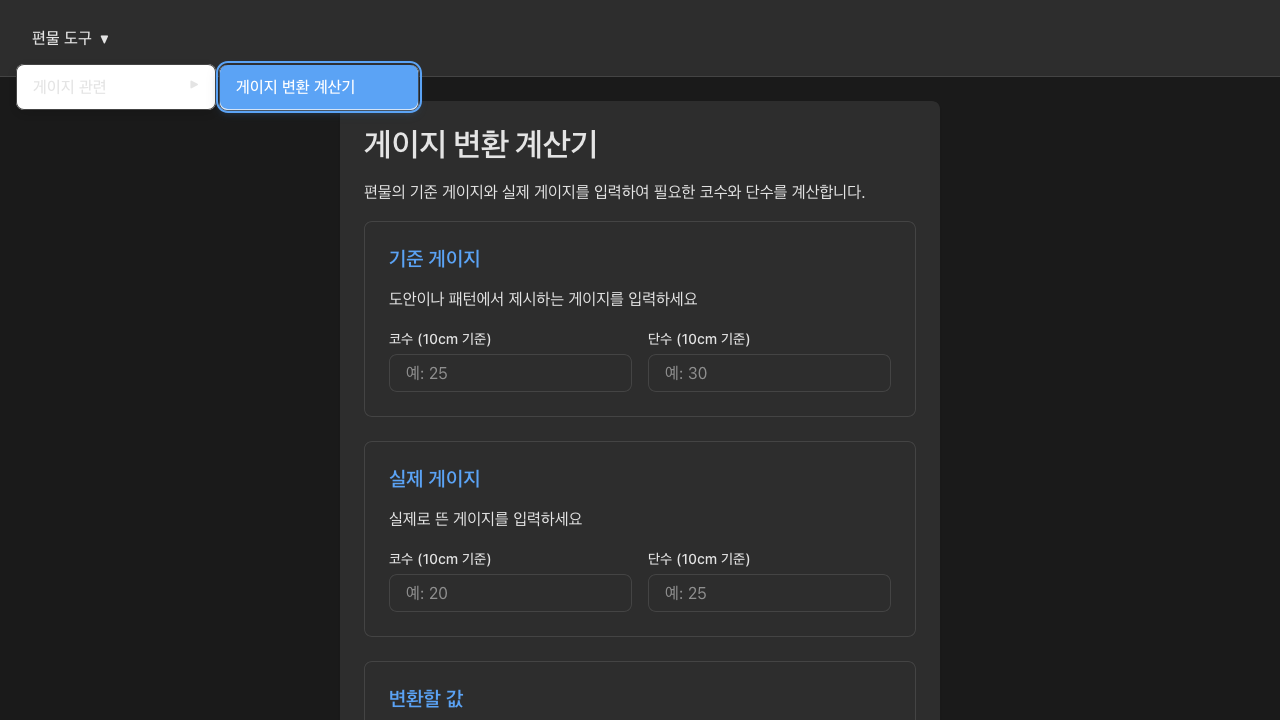 편물 도구 ▼
게이지 관련 ▶
게이지 변환 계산기
게이지 변환 계산기
편물의 기준 게이지와 실제 게이지를 입력하여 필요한 코수와 단수를 계산합니다.
기준 게이지
도안이나 패턴에서 제시하는 게이지를 입력하세요
코수 (10cm 기준)
단수 (10cm 기준)
예: 25
예: 30
실제 게이지
실제로 뜬 게이지를 입력하세요
코수 (10cm 기준)
단수 (10cm 기준)
예: 20
예: 25
변환할 값